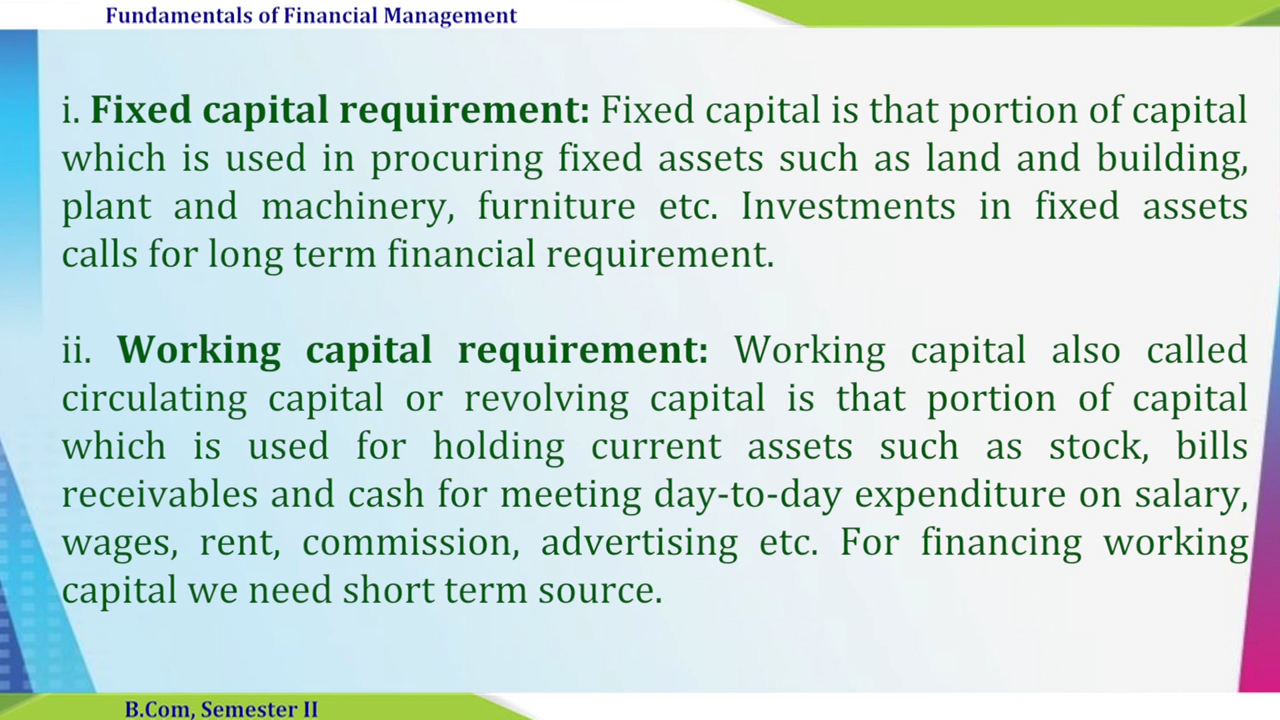 Fundamentals of Financial Management
i. Fixed capital requirement: Fixed capital is that portion of capital
which is used in procuring fixed assets such as land and building,
plant and machinery, furniture etc. Investments in fixed assets
calls for long term financial requirement.
ii. Working capital requirement: Working capital also called
circulating capital or revolving capital is that portion of capital
which is used for holding current assets such as stock, bills
receivables and cash for meeting day-to-day expenditure on salary,
wages, rent, commission, advertising etc. For financing working
capital we need short term source.
B.Com, Semester II